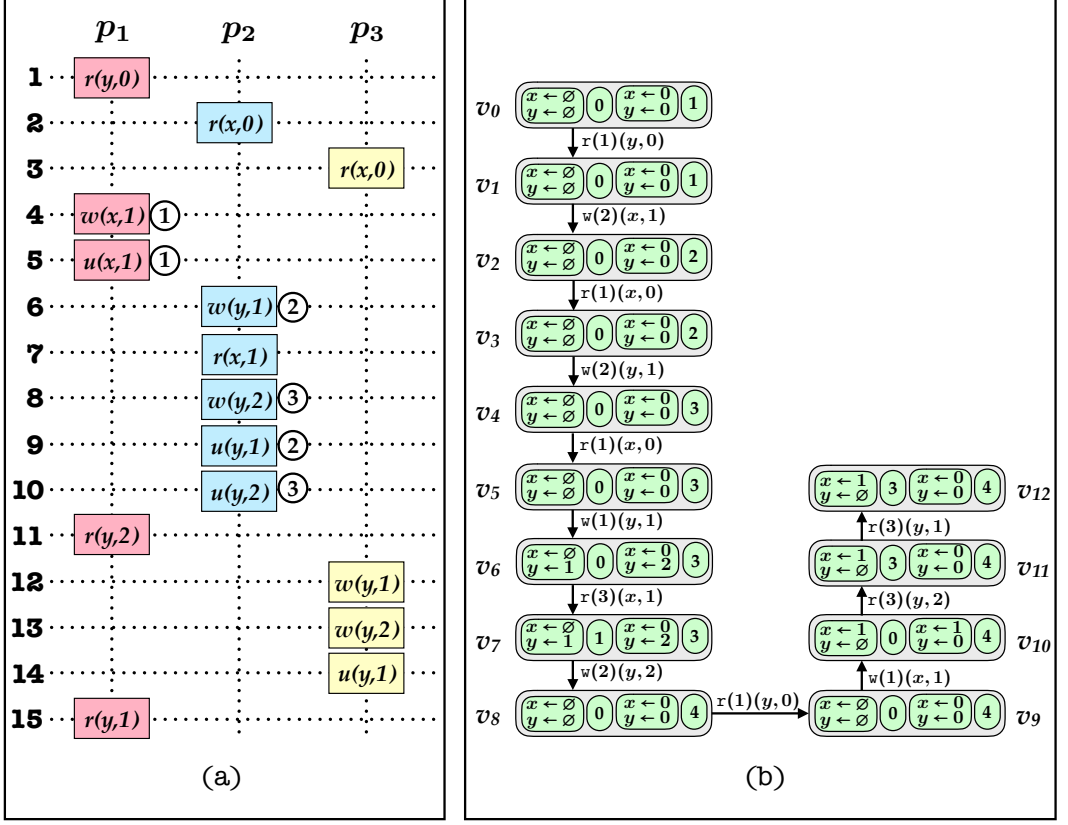 p1 p2 p3
1 r(y,0)
2 r(x,0)
3 r(x,0)
4 w(x,1) 1
5 u(x,1) 1
6 w(y,1) 2
7 r(x,1)
8 w(y,2) 3
9 u(y,1) 2
10 u(y,2) 3
11 r(y,2)
12 w(y,1)
13 w(y,2)
14 u(y,1)
15 r(y,1)
(a)
v0 x ← ∅ y ← ∅ 0 x ← 0 y ← 0 1
r(1)(y,0)
v1 x ← ∅ y ← ∅ 0 x ← 0 y ← 0 1
w(2)(x,1)
v2 x ← ∅ y ← ∅ 0 x ← 0 y ← 0 2
r(1)(x,0)
v3 x ← ∅ y ← ∅ 0 x ← 0 y ← 0 2
w(2)(y,1)
v4 x ← ∅ y ← ∅ 0 x ← 0 y ← 0 3
r(1)(x,0)
v5 x ← ∅ y ← ∅ 0 x ← 0 y ← 0 3
w(1)(y,1)
v6 x ← ∅ y ← 1 0 x ← 0 y ← 2 3
r(3)(x,1)
v7 x ← ∅ y ← 1 1 x ← 0 y ← 2 3
w(2)(y,2)
v8 x ← ∅ y ← ∅ 0 x ← 0 y ← 0 4
r(1)(y,0)
x ← ∅ y ← ∅ 0 x ← 0 y ← 0 4 v9
w(1)(x,1)
x ← 1 y ← ∅ 0 x ← 1 y ← 0 4 v10
r(3)(y,2)
x ← 1 y ← ∅ 3 x ← 0 y ← 0 4 v11
r(3)(y,1)
x ← 1 y ← ∅ 3 x ← 0 y ← 0 4 v12
(b)